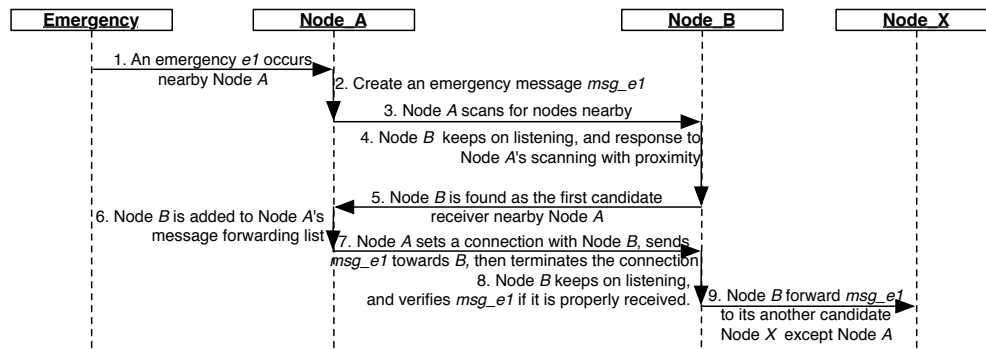 Emergency
Node_A
Node_B
Node_X
1. An emergency e1 occurs
nearby Node A
2. Create an emergency message msg_e1
3. Node A scans for nodes nearby
4. Node B keeps on listening, and response to
Node A's scanning with proximity
5. Node B is found as the first candidate
receiver nearby Node A
6. Node B is added to Node A's
message forwarding list
7. Node A sets a connection with Node B, sends
msg_e1 towards B, then terminates the connection
8. Node B keeps on listening,
and verifies msg_e1 if it is properly received.
9. Node B forward msg_e1
to its another candidate
Node X except Node A